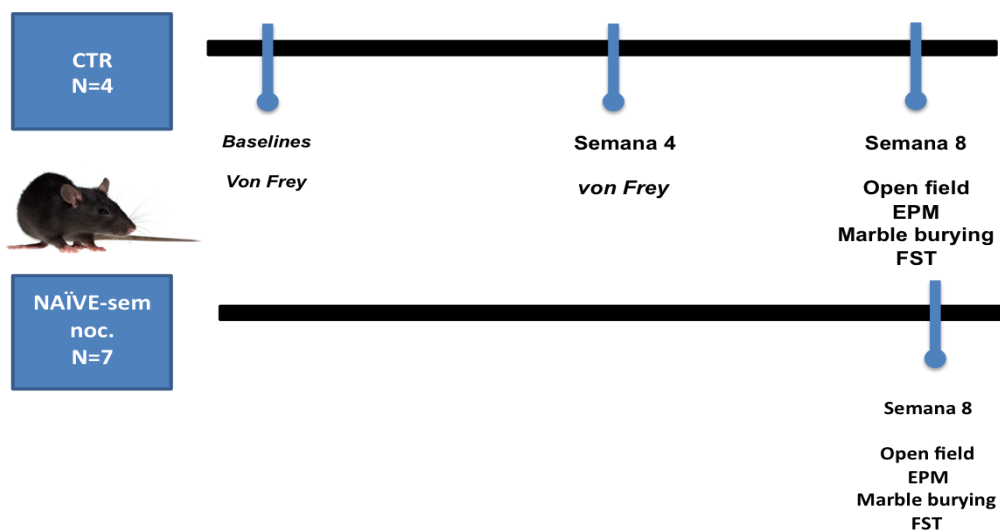 CTR
N=4
Baselines
Von Frey
Semana 4
von Frey
Semana 8
Open field
EPM
Marble burying
FST
NAÏVE-sem
noc.
N=7
Semana 8
Open field
EPM
Marble burying
FST